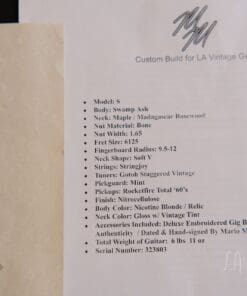 Custom Build for LA Vintage
• Model: S
• Body: Swamp Ash
• Neck: Maple / Madagascar Rosewood
• Nut Material: Bone
• Nut Width: 1.65
• Fret Size: 6125
• Fingerboard Radius: 9.5-12
• Neck Shape: Soft V
• Strings: Stringjoy
• Tuners: Gotoh Staggered Vintage
• Pickguard: Mint
• Pickups: Rocketfire Total '60's
• Finish: Nitrocellulose
• Body Color: Nicotine Blonde / Relic
• Neck Color: Gloss w/ Vintage Tint
• Accessories Included: Deluxe Embroidered Gig B
Authenticity / Dated & Hand-signed By Mario M
• Total Weight of Guitar: 6 lbs .11 oz
• Serial Number: 323803